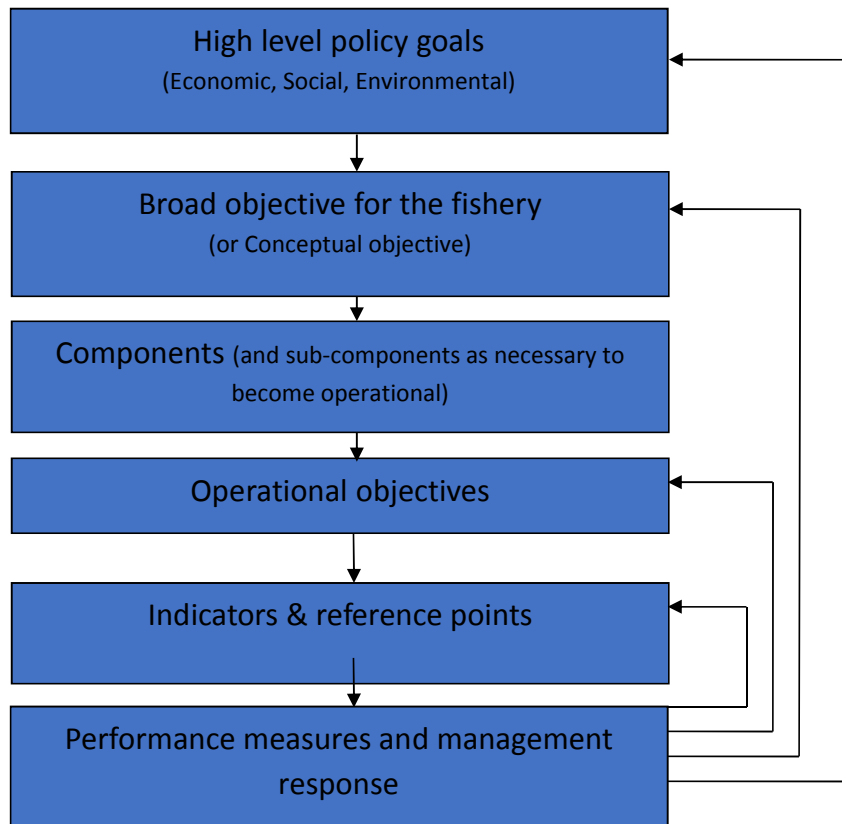 High level policy goals
(Economic, Social, Environmental)
Broad objective for the fishery
(or Conceptual objective)
Components (and sub-components as necessary to
become operational)
Operational objectives
Indicators & reference points
Performance measures and management
response